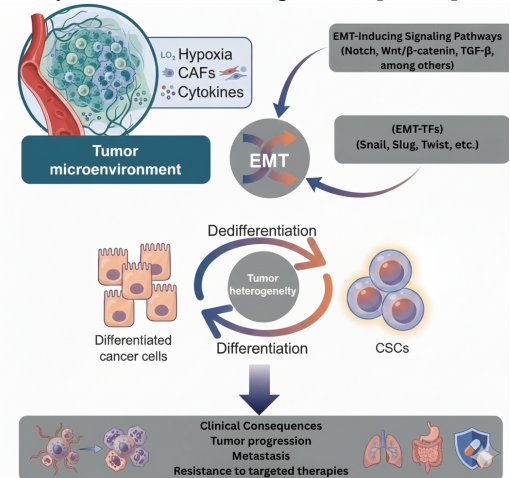 EMT-Inducing Signaling Pathways
(Notch, Wnt/β-catenin, TGF-β,
among others)
LO₂ Hypoxia
CAFs
Cytokines
Tumor
microenvironment
(EMT-TFs)
(Snail, Slug, Twist, etc.)
EMT
Dedifferentiation
Tumor
heterogeneity
Differentiated
cancer cells
Differentiation
CSCs
Clinical Consequences
Tumor progression
Metastasis
Resistance to targeted therapies